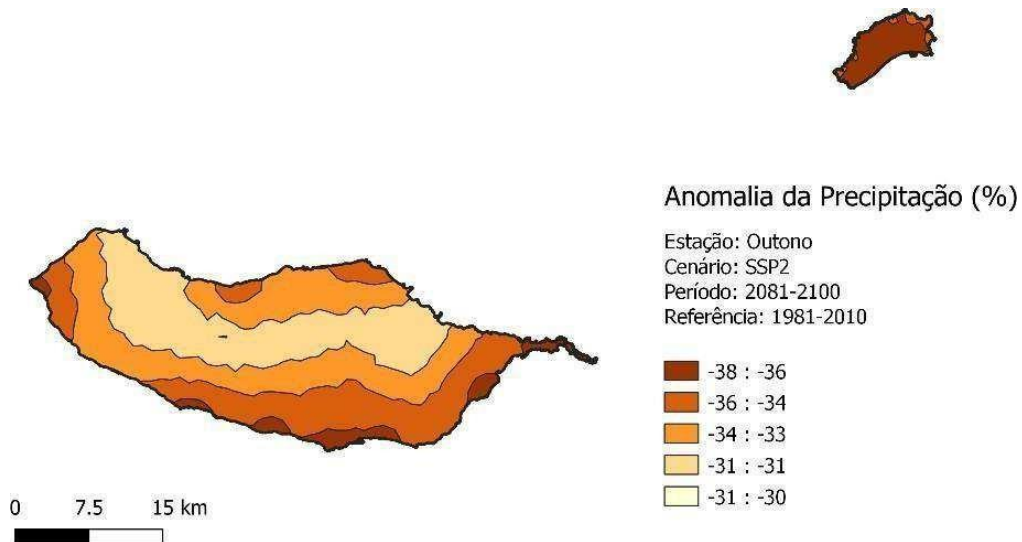 Anomalia da Precipitação (%)
Estação: Outono
Cenário: SSP2
Período: 2081-2100
Referência: 1981-2010
-38 : -36
-36 : -34
-34 : -33
-31 : -31
-31 : -30
0 7.5 15 km